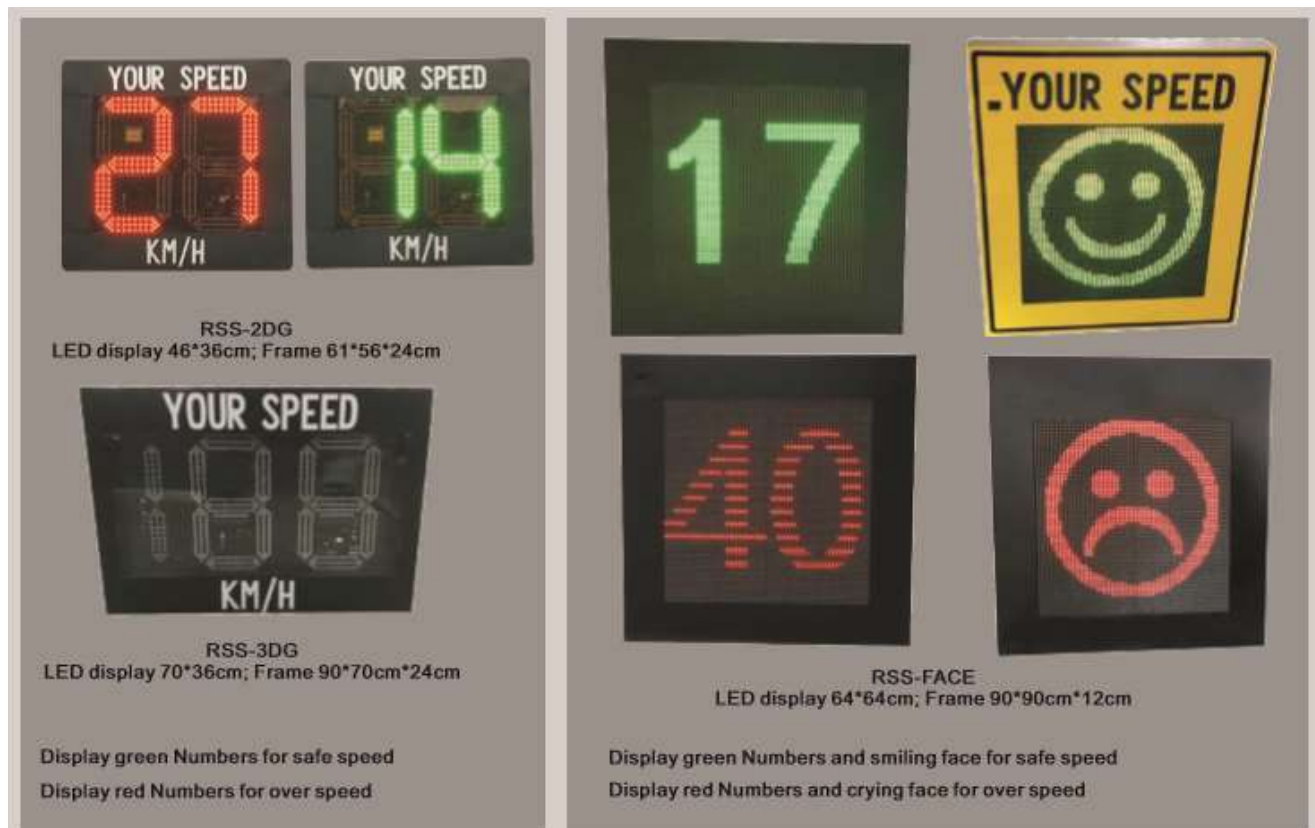 YOUR SPEED
27
KM/H
YOUR SPEED
14
KM/H
RSS-2DG
LED display 46*36cm; Frame 61*56*24cm
YOUR SPEED
188
KM/H
RSS-3DG
LED display 70*36cm; Frame 90*70cm*24cm
Display green Numbers for safe speed
Display red Numbers for over speed
17
YOUR SPEED
40
RSS-FACE
LED display 64*64cm; Frame 90*90cm*12cm
Display green Numbers and smiling face for safe speed
Display red Numbers and crying face for over speed